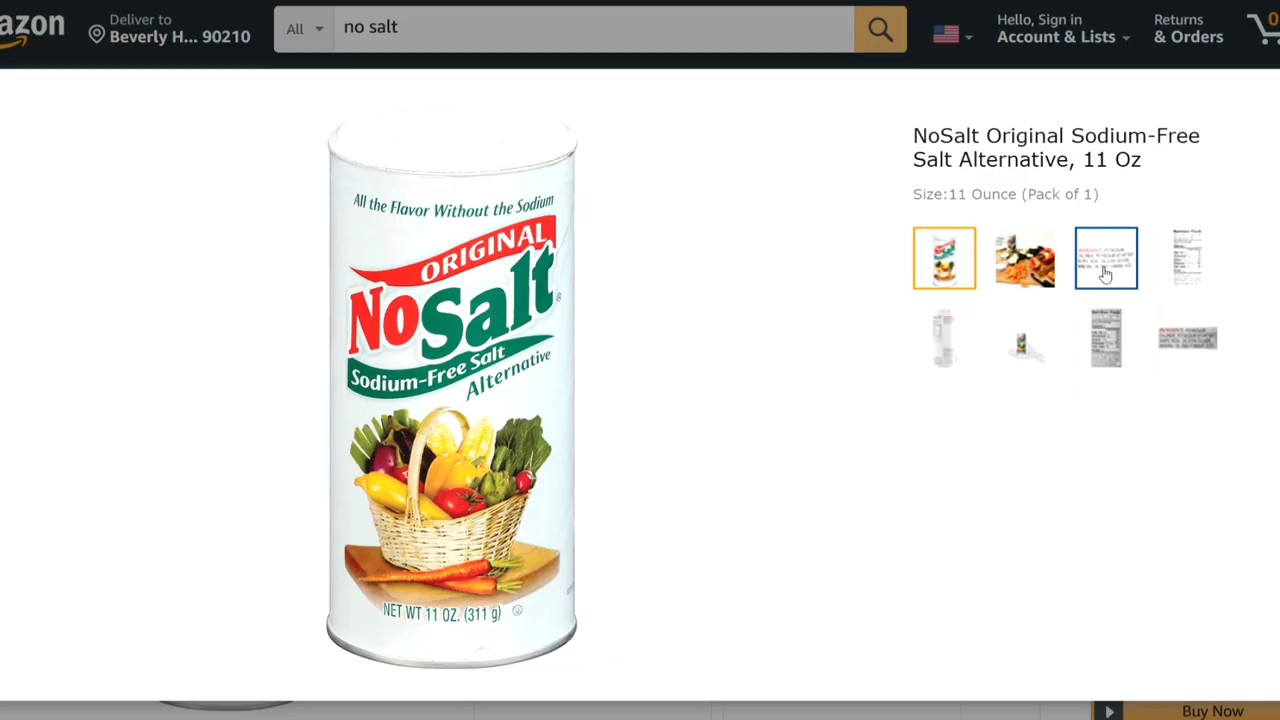 azon
Deliver to
Beverly H... 90210
All
no salt
Hello, Sign in
Account & Lists
Returns
& Orders
0
All the Flavor Without the Sodium
ORIGINAL
NoSalt®
Sodium-Free Salt
Alternative
NET WT 11 OZ. (311 g)
NoSalt Original Sodium-Free
Salt Alternative, 11 Oz
Size:11 Ounce (Pack of 1)
Buy Now